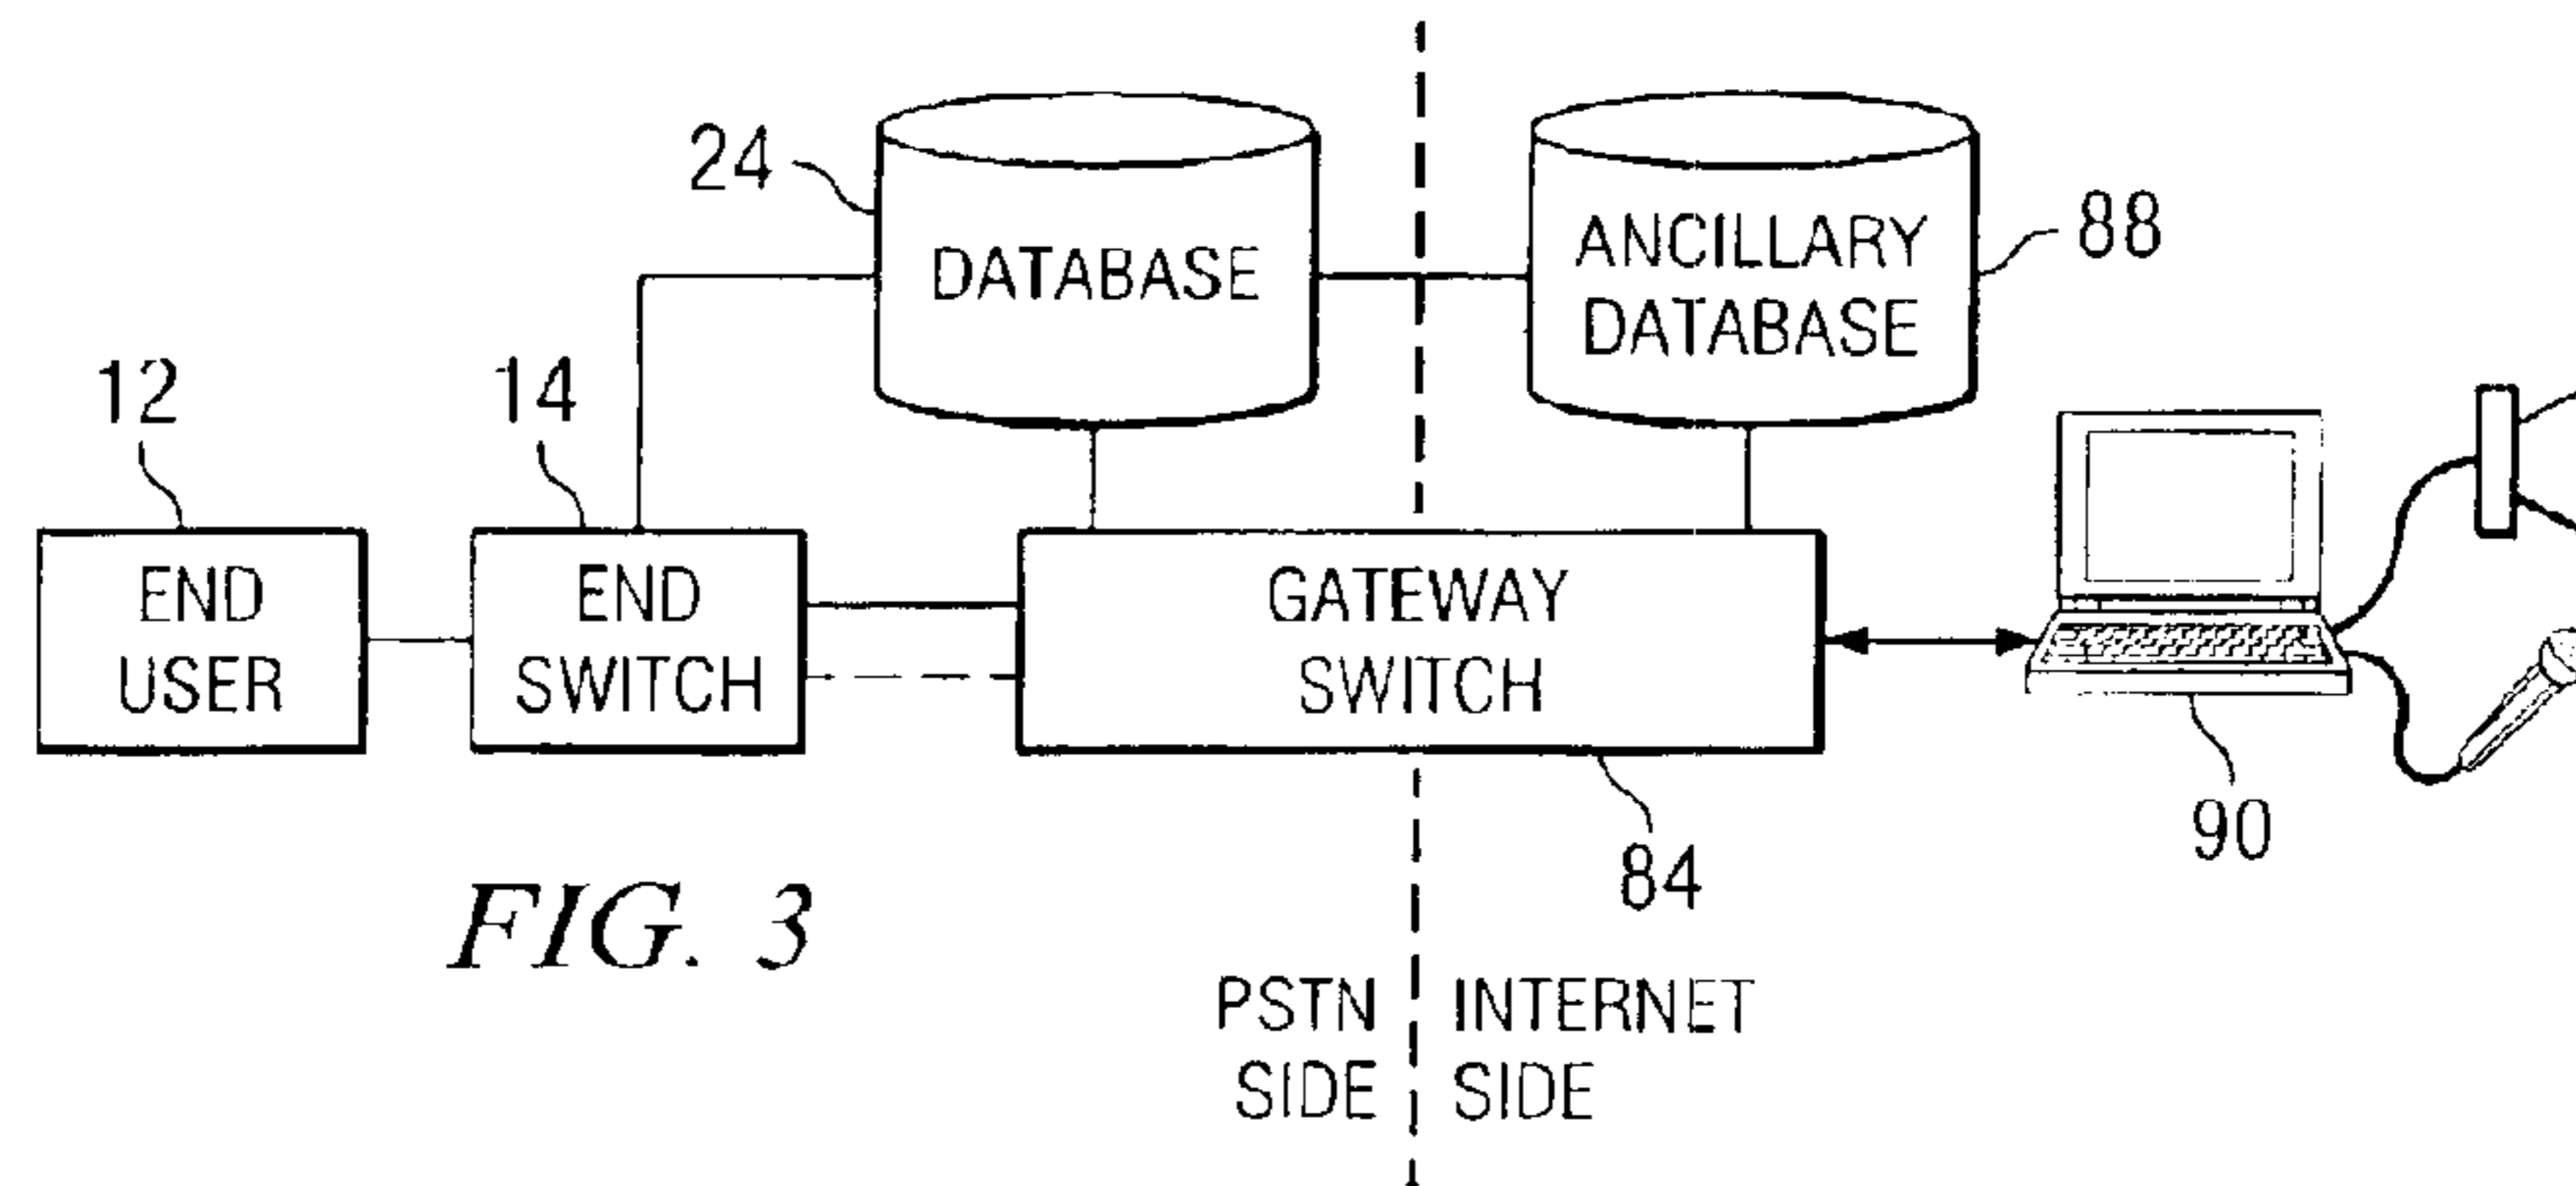 24
DATABASE
ANCILLARY
DATABASE
88
12
14
END
USER
END
SWITCH
GATEWAY
SWITCH
90
84
FIG. 3
PSTN
SIDE
INTERNET
SIDE